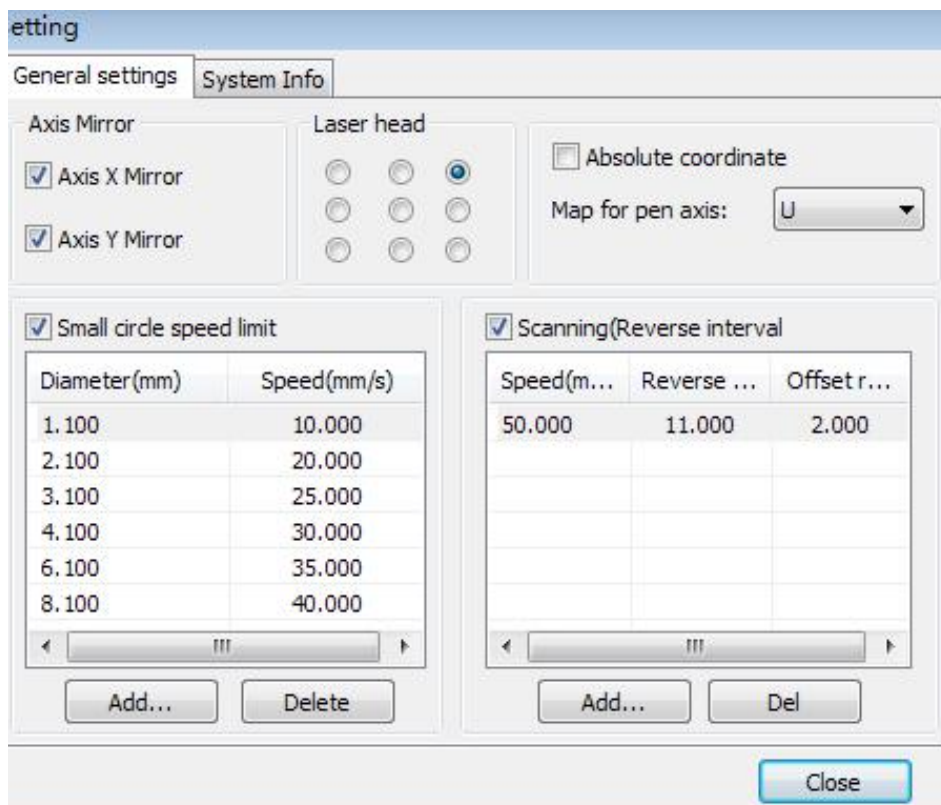 etting
General settings System Info
Axis Mirror
Axis X Mirror
Axis Y Mirror
Laser head
Absolute coordinate
Map for pen axis: U
Small circle speed limit
Diameter(mm) Speed(mm/s)
1.100 10.000
2.100 20.000
3.100 25.000
4.100 30.000
6.100 35.000
8.100 40.000
Add... Delete
Scanning(Reverse interval
Speed(m... Reverse ... Offset r...
50.000 11.000 2.000
Add... Del
Close